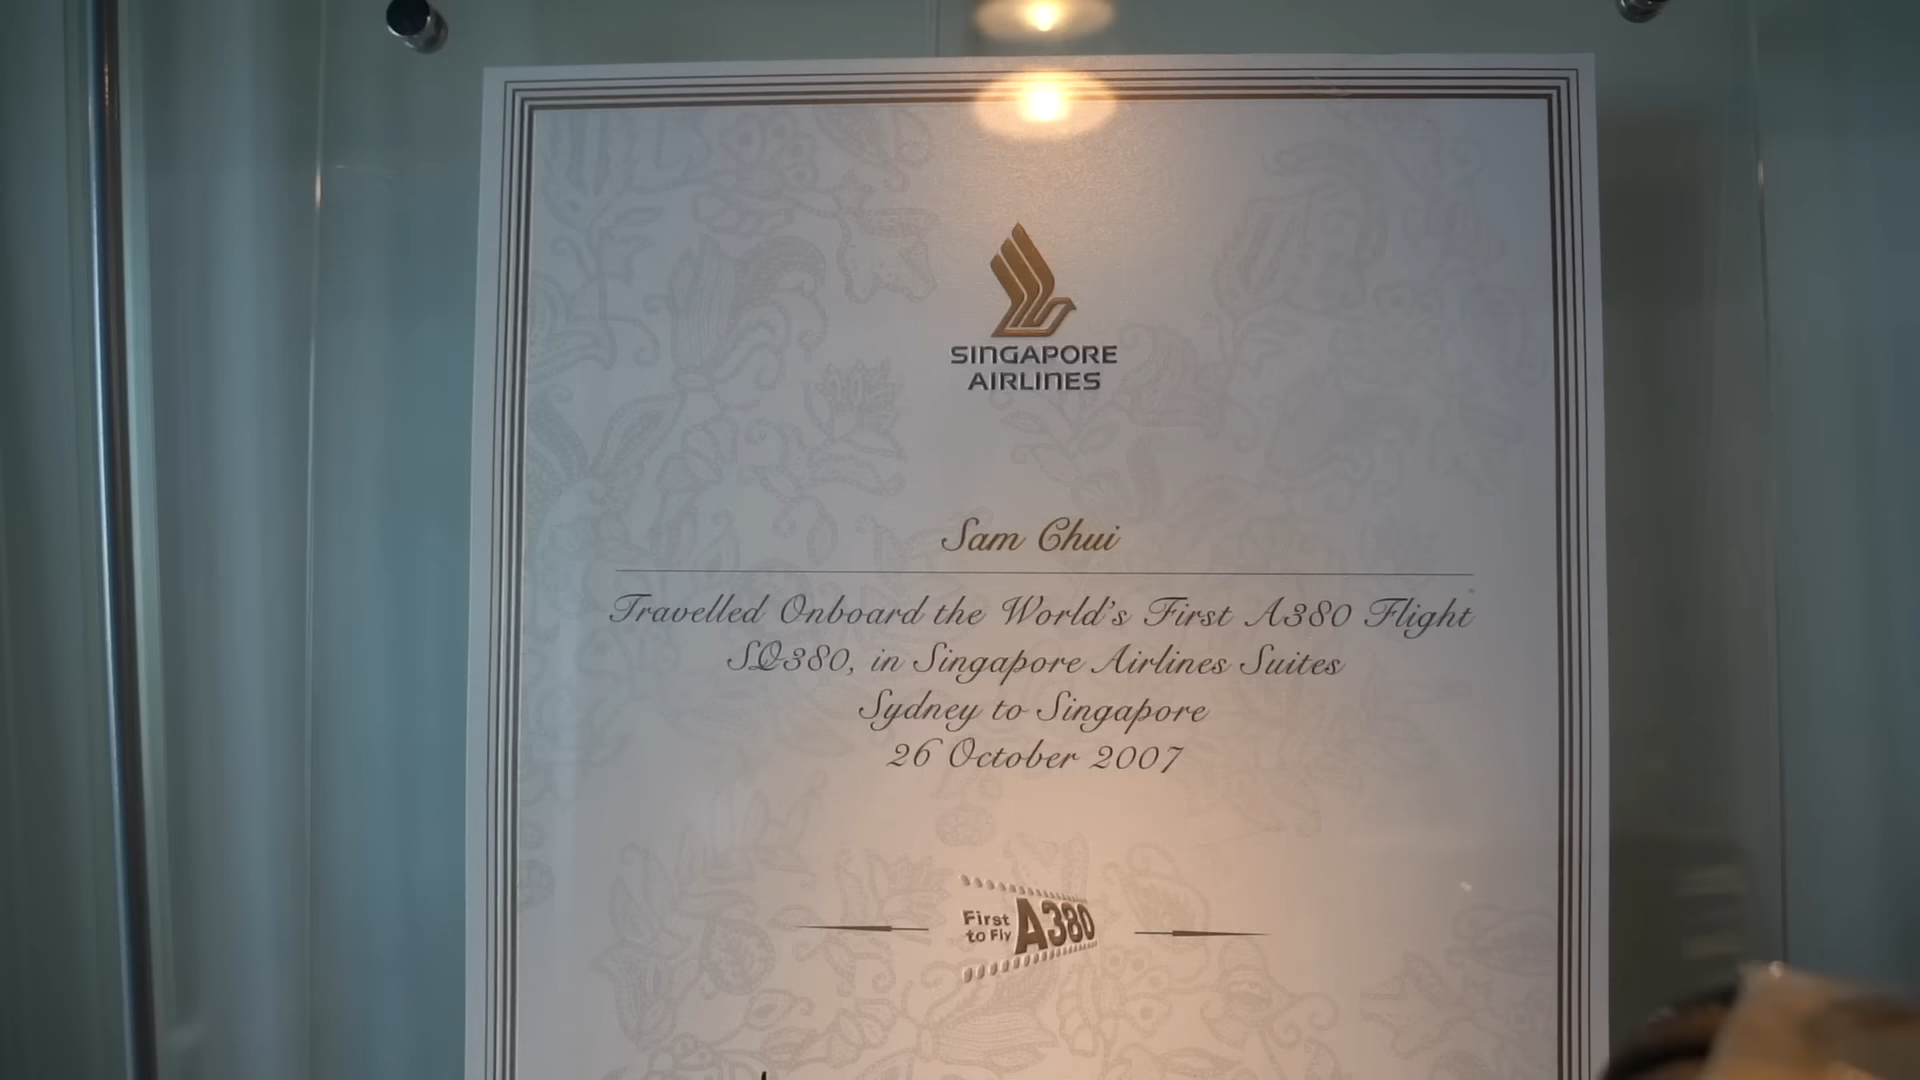 SINGAPORE
AIRLINES
Sam Chui
Travelled Onboard the World's First A380 Flight
SQ380, in Singapore Airlines Suites
Sydney to Singapore
26 October 2007
First
to Fly A380